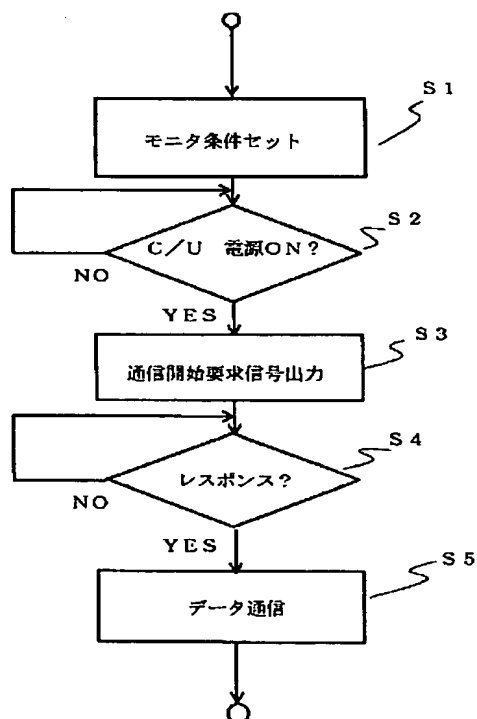 S1
モニタ条件セット
S2
C/U 電源ON?
NO
YES
S3
通信開始要求信号出力
S4
レスポンス?
NO
YES
S5
データ通信